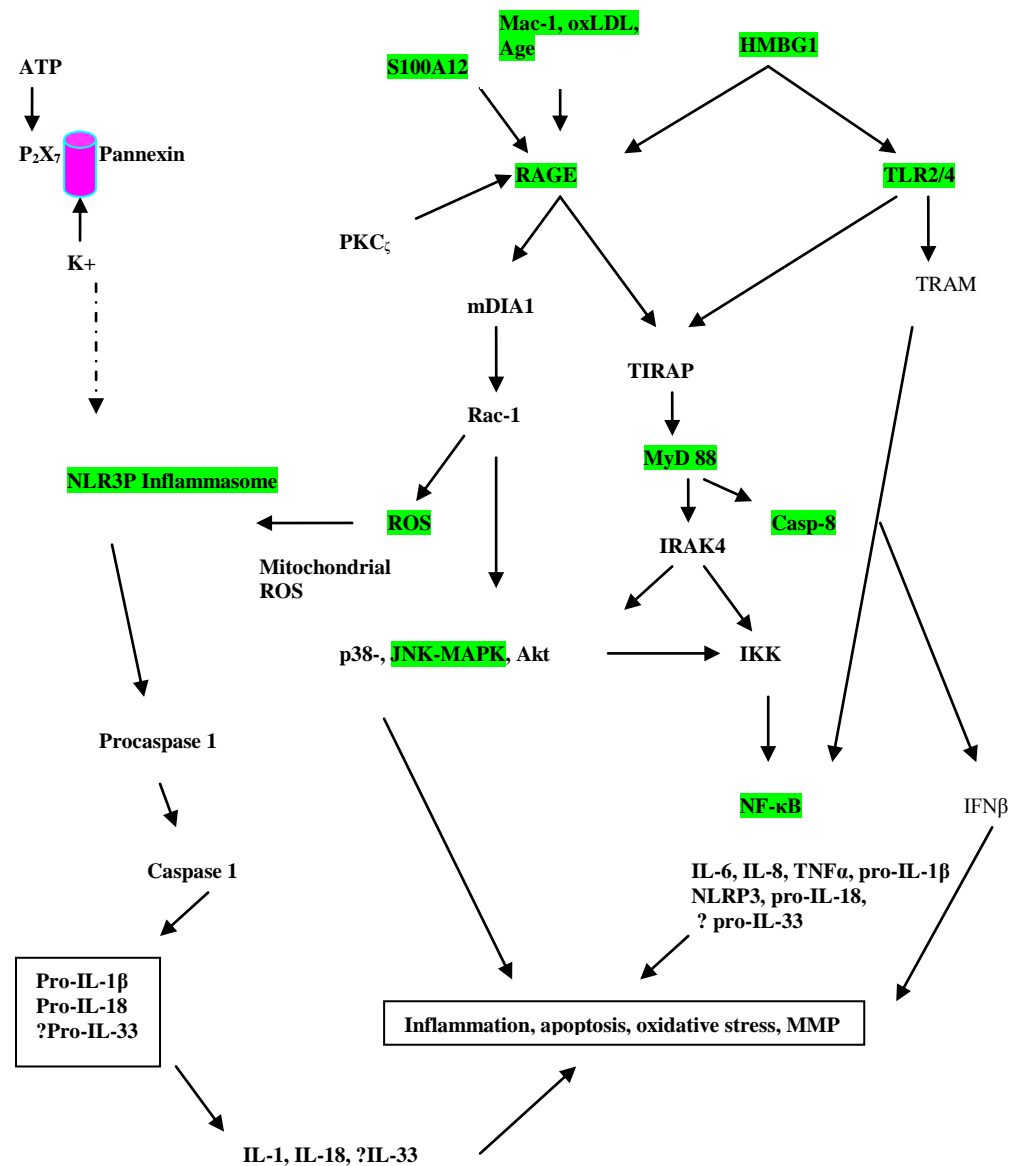 Mac-1, oxLDL,
Age
HMBG1
S100A12
ATP
P₂X₇ Pannexin
RAGE
TLR2/4
PKCζ
K+
TRAM
mDIA1
TIRAP
Rac-1
MyD 88
NLR3P Inflammasome
ROS
Casp-8
IRAK4
Mitochondrial
ROS
p38-, JNK-MAPK, Akt
IKK
Procaspase 1
NF-κB
IFNβ
Caspase 1
IL-6, IL-8, TNFα, pro-IL-1β
NLRP3, pro-IL-18,
? pro-IL-33
Pro-IL-1β
Pro-IL-18
?Pro-IL-33
Inflammation, apoptosis, oxidative stress, MMP
IL-1, IL-18, ?IL-33